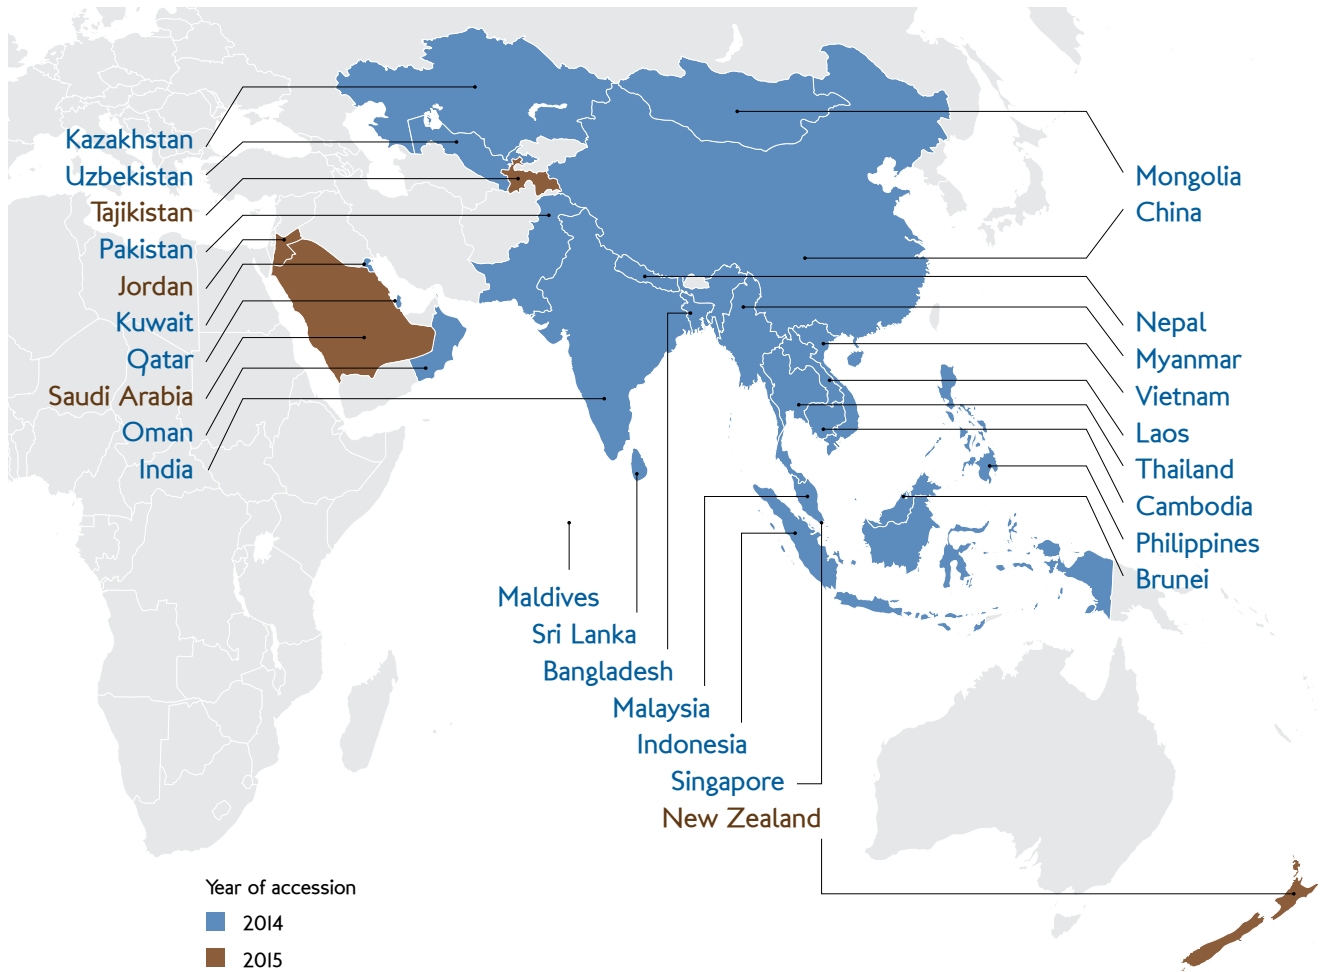 Kazakhstan
Uzbekistan
Tajikistan
Pakistan
Jordan
Kuwait
Qatar
Saudi Arabia
Oman
India
Mongolia
China
Nepal
Myanmar
Vietnam
Laos
Thailand
Cambodia
Philippines
Brunei
Maldives
Sri Lanka
Bangladesh
Malaysia
Indonesia
Singapore
New Zealand
Year of accession
2014
2015